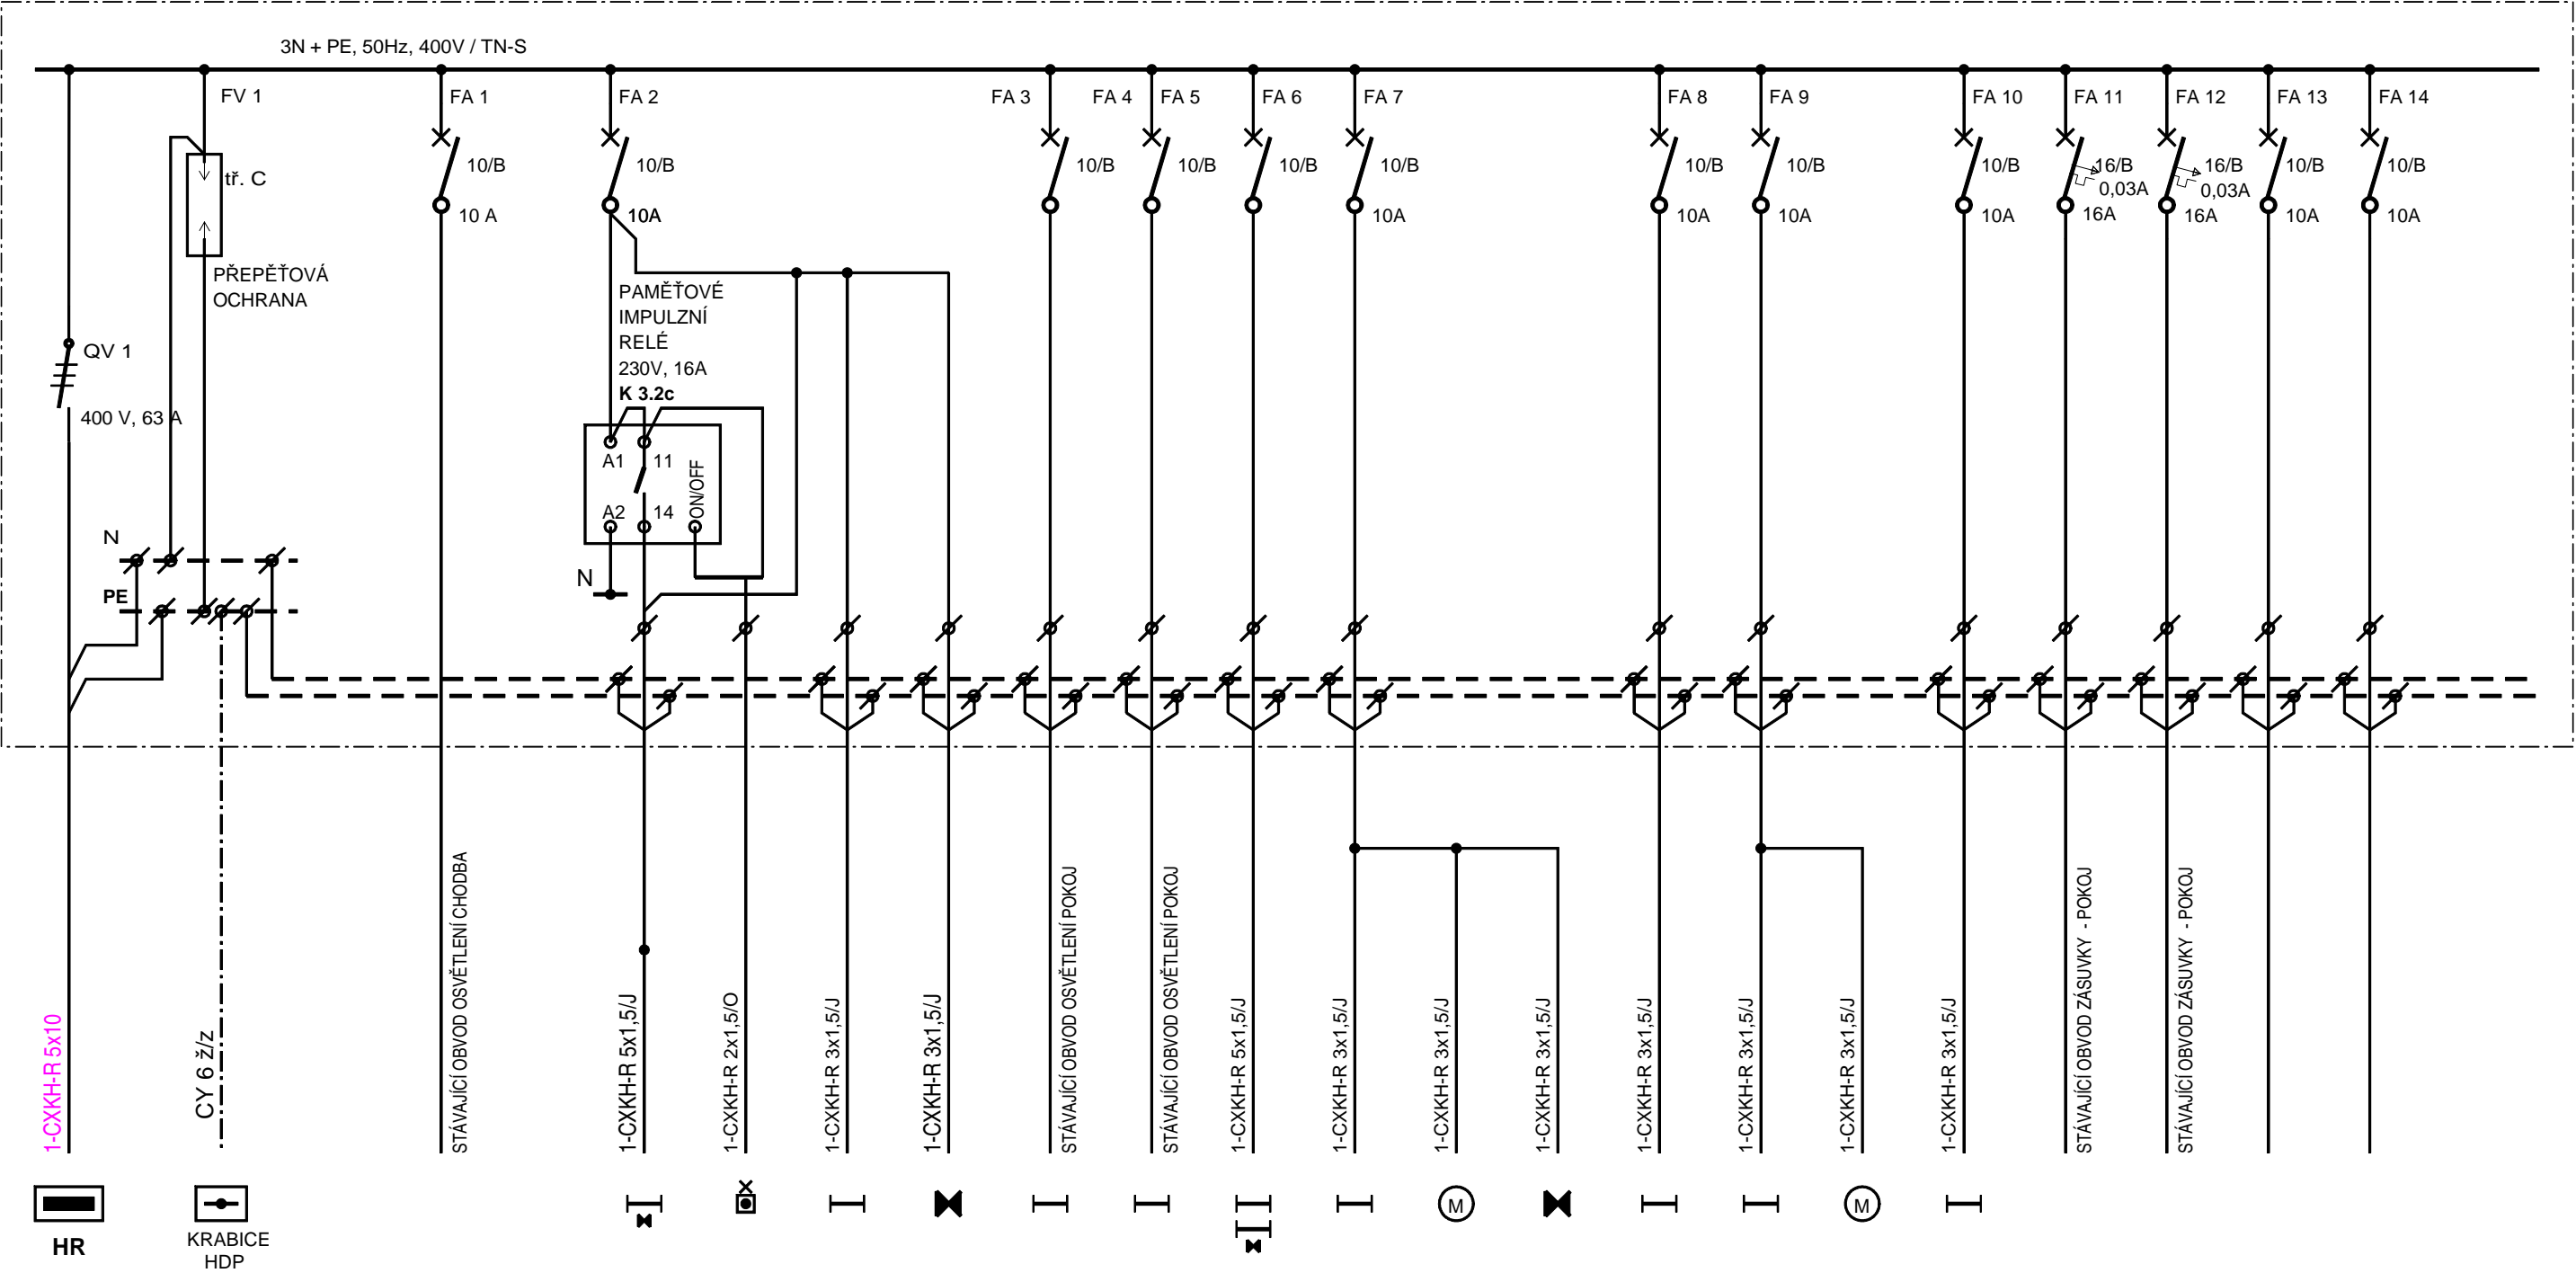 3N + PE, 50Hz, 400V / TN-S
FV 1
FA 1
FA 2
FA 3
FA 4
FA 5
FA 6
FA 7
FA 8
FA 9
FA 10
FA 11
FA 12
FA 13
FA 14
10/B
10/B
10/B
10/B
10/B
10/B
10/B
10/B
10/B
16/B
16/B
10/B
10/B
tř. C
0,03A
0,03A
10 A
10A
10A
10A
10A
10A
16A
16A
10A
10A
PŘEPĚŤOVÁ
OCHRANA
PAMĚŤOVÉ
IMPULZNÍ
RELÉ
230V, 16A
K 3.2c
QV 1
400 V, 63 A
A1
11
A2
14
ON/OFF
N
N
PE
1-CXKH-R 5x10
CY 6 ž/z
STÁVAJÍCÍ OBVOD OSVĚTLENÍ CHODBA
1-CXKH-R 5x1,5/J
1-CXKH-R 2x1,5/O
1-CXKH-R 3x1,5/J
1-CXKH-R 3x1,5/J
STÁVAJÍCÍ OBVOD OSVĚTLENÍ POKOJ
STÁVAJÍCÍ OBVOD OSVĚTLENÍ POKOJ
1-CXKH-R 5x1,5/J
1-CXKH-R 3x1,5/J
1-CXKH-R 3x1,5/J
1-CXKH-R 3x1,5/J
1-CXKH-R 3x1,5/J
1-CXKH-R 3x1,5/J
1-CXKH-R 3x1,5/J
1-CXKH-R 3x1,5/J
STÁVAJÍCÍ OBVOD ZÁSUVKY - POKOJ
STÁVAJÍCÍ OBVOD ZÁSUVKY - POKOJ
M
M
HR
KRABICE
HDP